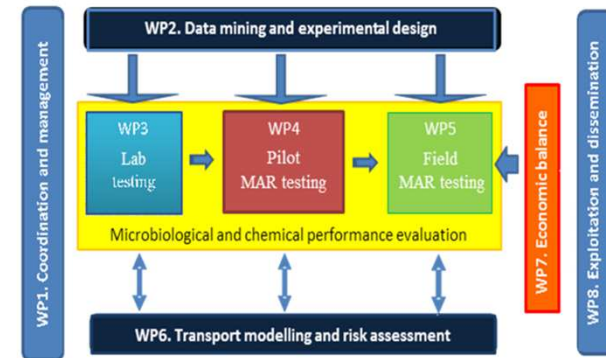 WP1. Coordination and management
WP2. Data mining and experimental design
WP3
Lab
testing
WP4
Pilot
MAR testing
WP5
Field
MAR testing
Microbiological and chemical performance evaluation
WP6. Transport modelling and risk assessment
WP7. Economic balance
WP8. Exploitation and dissemination